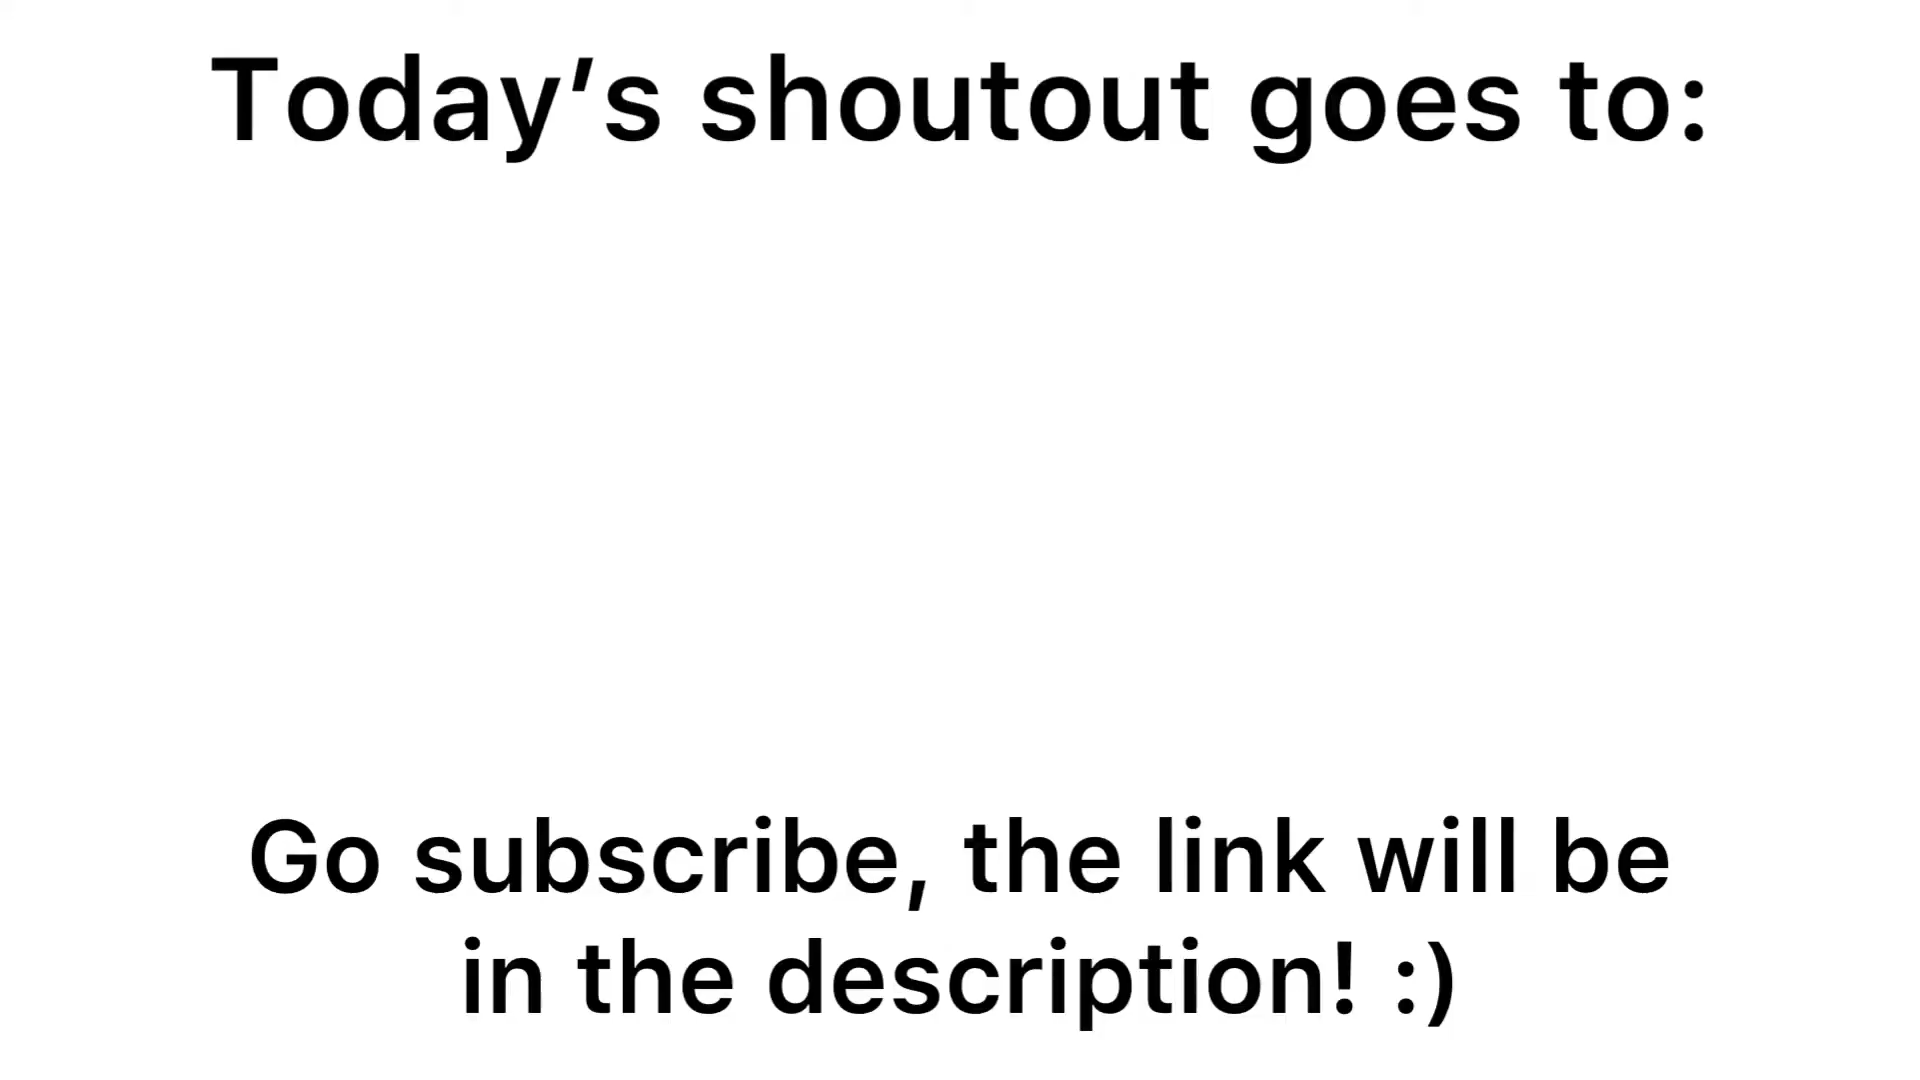 Today’s shoutout goes to:
Go subscribe, the link will be
in the description! :)